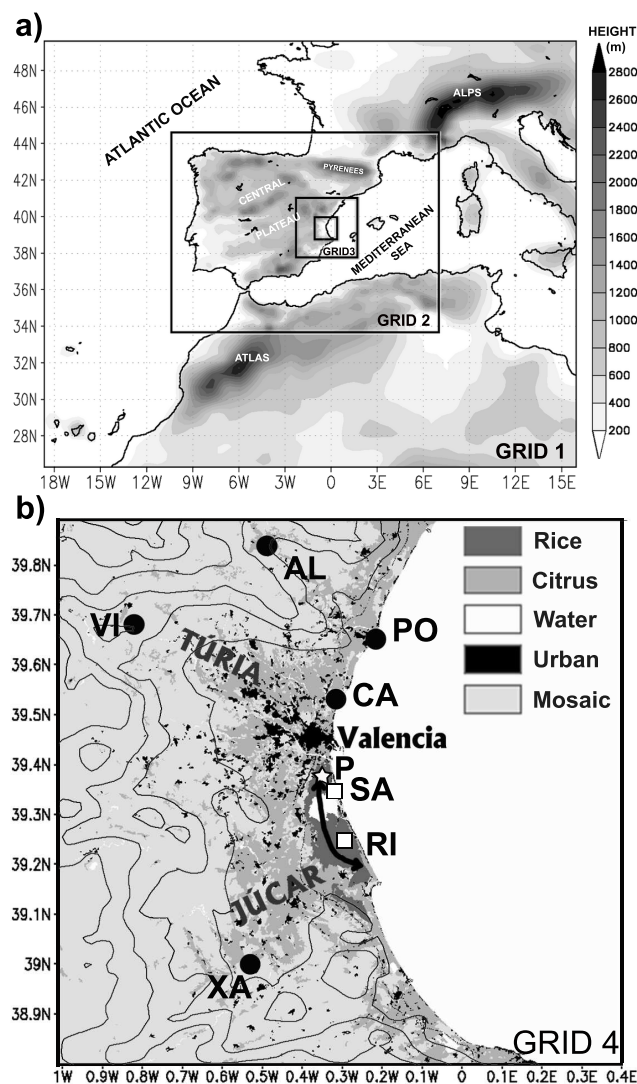 a)
HEIGHT
(m)
48N
46N
44N
42N
40N
38N
36N
34N
32N
30N
28N
ATLANTIC OCEAN
ALPS
PYRENEES
CENTRAL
PLATEAU
GRID3
MEDITERRANEAN
SEA
GRID 2
ATLAS
GRID 1
18W 15W 12W 9W 6W 3W 0 3E 6E 9E 12E 15E
2800
2600
2400
2200
2000
1800
1600
1400
1200
1000
800
600
400
200
b)
39.8N
39.7N
39.6N
39.5N
39.4N
39.3N
39.2N
39.1N
39N
38.9N
Rice
Citrus
Water
Urban
Mosaic
AL
VI
PO
TÚRIA
CA
Valencia
P
SA
RI
JÚCAR
XA
GRID 4
1W 0.9W 0.8W 0.7W 0.6W 0.5W 0.4W 0.3W 0.2W 0.1W 0 0.1E 0.2E 0.3E 0.4E